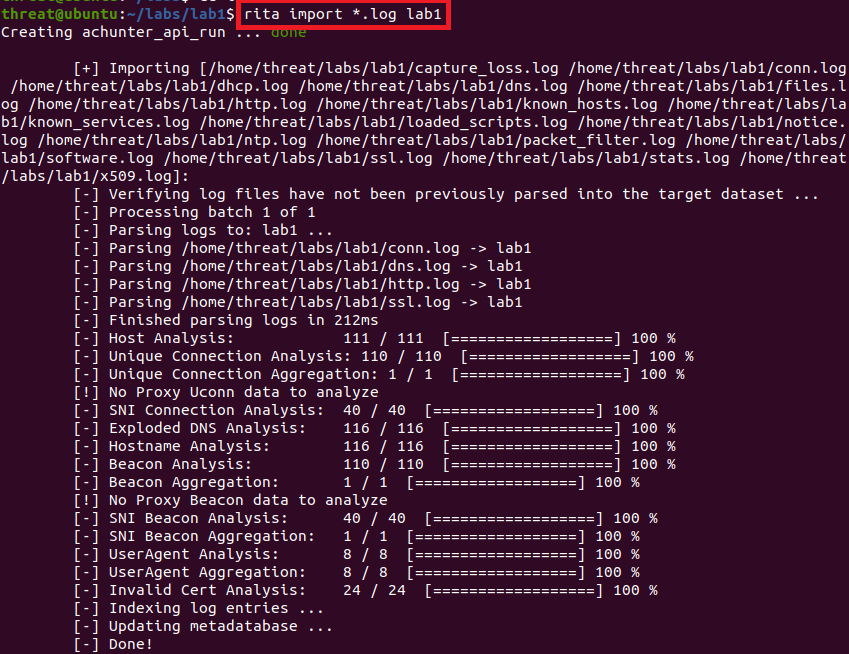 threat@ubuntu:~/labs/lab1$ rita import *.log lab1
Creating achunter_api_run ... done
[+] Importing [/home/threat/labs/lab1/capture_loss.log /home/threat/labs/lab1/conn.log
/home/threat/labs/lab1/dhcp.log /home/threat/labs/lab1/dns.log /home/threat/labs/lab1/files.l
og /home/threat/labs/lab1/http.log /home/threat/labs/lab1/known_hosts.log /home/threat/labs/la
b1/known_services.log /home/threat/labs/lab1/loaded_scripts.log /home/threat/labs/lab1/notice.
log /home/threat/labs/lab1/ntp.log /home/threat/labs/lab1/packet_filter.log /home/threat/labs/
lab1/software.log /home/threat/labs/lab1/ssl.log /home/threat/labs/lab1/stats.log /home/threat
/labs/lab1/x509.log]:
[-] Verifying log files have not been previously parsed into the target dataset ...
[-] Processing batch 1 of 1
[-] Parsing logs to: lab1 ...
[-] Parsing /home/threat/labs/lab1/conn.log -> lab1
[-] Parsing /home/threat/labs/lab1/dns.log -> lab1
[-] Parsing /home/threat/labs/lab1/http.log -> lab1
[-] Parsing /home/threat/labs/lab1/ssl.log -> lab1
[-] Finished parsing logs in 212ms
[-] Host Analysis: 111 / 111 [==================] 100 %
[-] Unique Connection Analysis: 110 / 110 [==================] 100 %
[-] Unique Connection Aggregation: 1 / 1 [==================] 100 %
[!] No Proxy Uconn data to analyze
[-] SNI Connection Analysis: 40 / 40 [==================] 100 %
[-] Exploded DNS Analysis: 116 / 116 [==================] 100 %
[-] Hostname Analysis: 116 / 116 [==================] 100 %
[-] Beacon Analysis: 110 / 110 [==================] 100 %
[-] Beacon Aggregation: 1 / 1 [==================] 100 %
[!] No Proxy Beacon data to analyze
[-] SNI Beacon Analysis: 40 / 40 [==================] 100 %
[-] SNI Beacon Aggregation: 1 / 1 [==================] 100 %
[-] UserAgent Analysis: 8 / 8 [==================] 100 %
[-] UserAgent Aggregation: 8 / 8 [==================] 100 %
[-] Invalid Cert Analysis: 24 / 24 [==================] 100 %
[-] Indexing log entries ...
[-] Updating metadatabase ...
[-] Done!